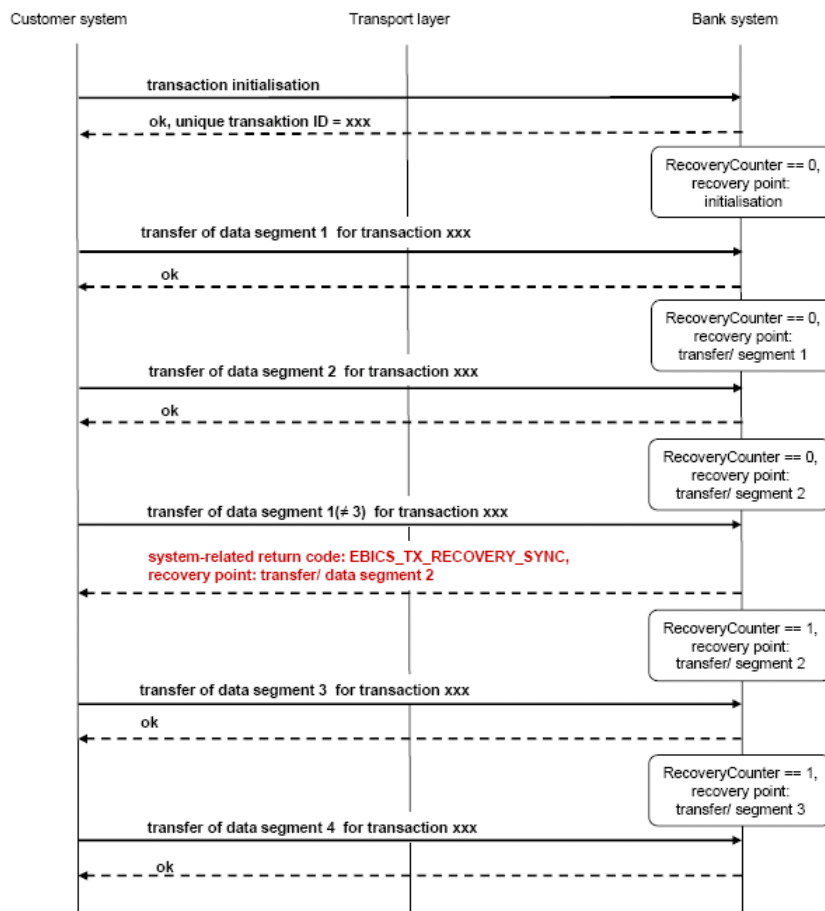 Customer system Transport layer Bank system
transaction initialisation
ok, unique transaktion ID = xxx
RecoveryCounter == 0,
recovery point:
initialisation
transfer of data segment 1 for transaction xxx
ok
RecoveryCounter == 0,
recovery point:
transfer/ segment 1
transfer of data segment 2 for transaction xxx
ok
RecoveryCounter == 0,
recovery point:
transfer/ segment 2
transfer of data segment 1(≠ 3) for transaction xxx
system-related return code: EBICS_TX_RECOVERY_SYNC,
recovery point: transfer/ data segment 2
RecoveryCounter == 1,
recovery point:
transfer/ segment 2
transfer of data segment 3 for transaction xxx
ok
RecoveryCounter == 1,
recovery point:
transfer/ segment 3
transfer of data segment 4 for transaction xxx
ok